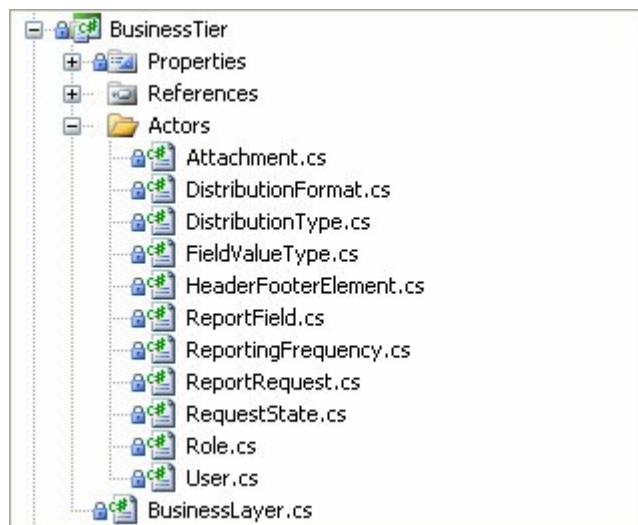 BusinessTier
Properties
References
Actors
Attachment.cs
DistributionFormat.cs
DistributionType.cs
FieldValueType.cs
HeaderFooterElement.cs
ReportField.cs
ReportingFrequency.cs
ReportRequest.cs
RequestState.cs
Role.cs
User.cs
BusinessLayer.cs